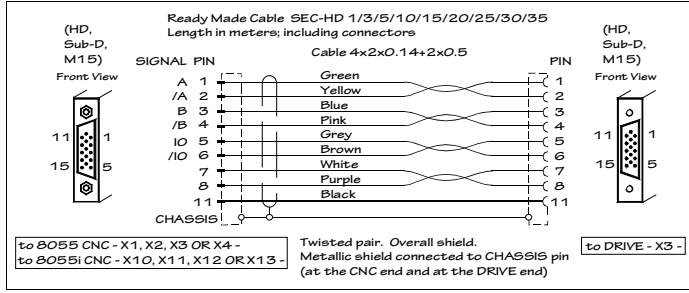 Ready Made Cable SEC-HD 1/3/5/10/15/20/25/30/35
Length in meters; including connectors
Cable 4x2x0.14+2x0.5
(HD,
Sub-D,
M15)
Front View
11 1
15 5
SIGNAL PIN PIN
A 1 Green 1
/A 2 Yellow 2
B 3 Blue 3
/B 4 Pink 4
IO 5 Grey 5
/IO 6 Brown 6
7 White 7
8 Purple 8
11 Black 11
CHASSIS
(HD,
Sub-D,
M15)
Front View
11 1
15 5
to 8055 CNC - X1, X2, X3 OR X4 -
to 8055i CNC - X10, X11, X12 OR X13 -
Twisted pair. Overall shield.
Metallic shield connected to CHASSIS pin
(at the CNC end and at the DRIVE end)
to DRIVE - X3 -